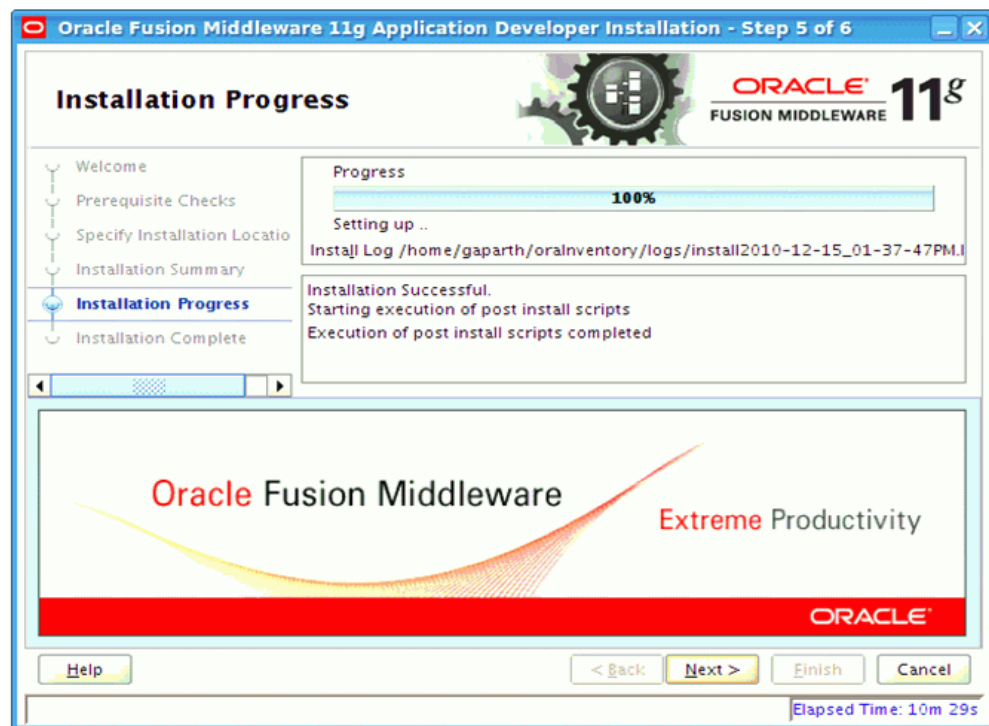 Oracle Fusion Middleware 11g Application Developer Installation - Step 5 of 6
Installation Progress
ORACLE
FUSION MIDDLEWARE
11g
Welcome
Prerequisite Checks
Specify Installation Locatio
Installation Summary
Installation Progress
Installation Complete
Progress
100%
Setting up ..
Install Log /home/gaparth/oraInventory/logs/install2010-12-15_01-37-47PM.l
Installation Successful.
Starting execution of post install scripts
Execution of post install scripts completed
Oracle Fusion Middleware
Extreme Productivity
ORACLE
Help
< Back
Next >
Finish
Cancel
Elapsed Time: 10m 29s